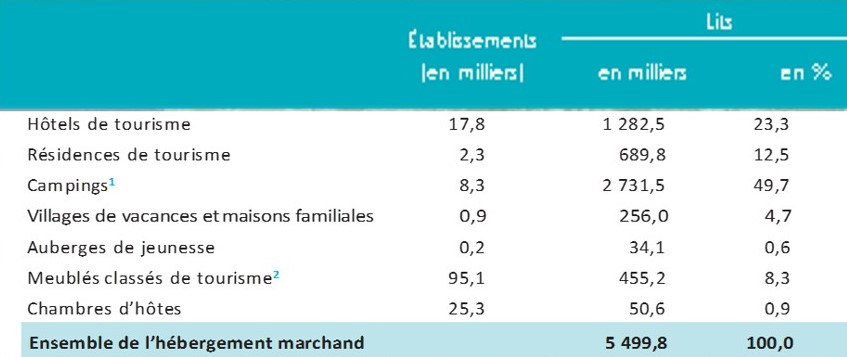 Lits
Établissements
(en milliers)
en milliers
en %
Hôtels de tourisme 17,8 1 282,5 23,3
Résidences de tourisme 2,3 689,8 12,5
Campings¹ 8,3 2 731,5 49,7
Villages de vacances et maisons familiales 0,9 256,0 4,7
Auberges de jeunesse 0,2 34,1 0,6
Meublés classés de tourisme² 95,1 455,2 8,3
Chambres d’hôtes 25,3 50,6 0,9
Ensemble de l’hébergement marchand 5 499,8 100,0